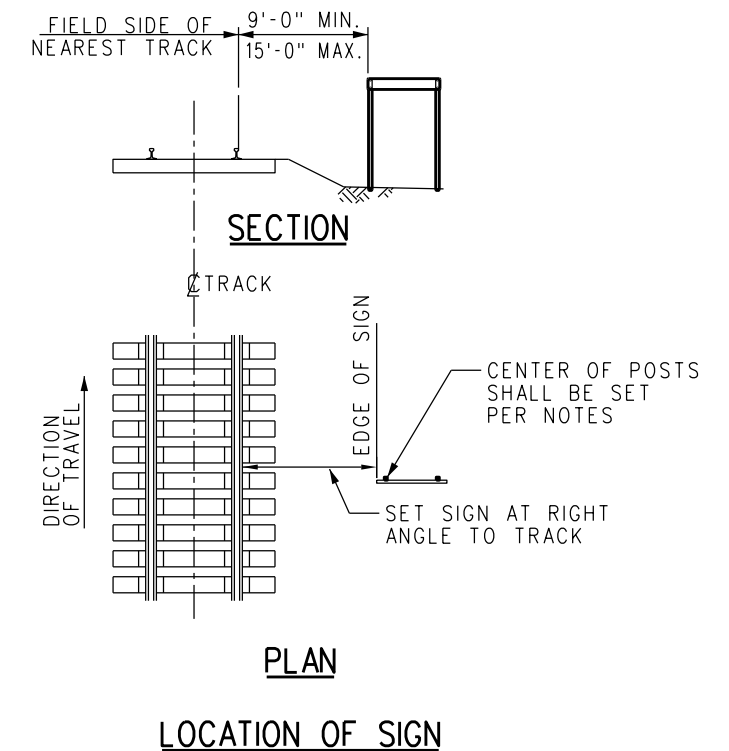 FIELD SIDE OF
NEAREST TRACK
9'-0" MIN.
15'-0" MAX.
SECTION
℄ TRACK
EDGE OF SIGN
CENTER OF POSTS
SHALL BE SET
PER NOTES
DIRECTION
OF TRAVEL
SET SIGN AT RIGHT
ANGLE TO TRACK
PLAN
LOCATION OF SIGN